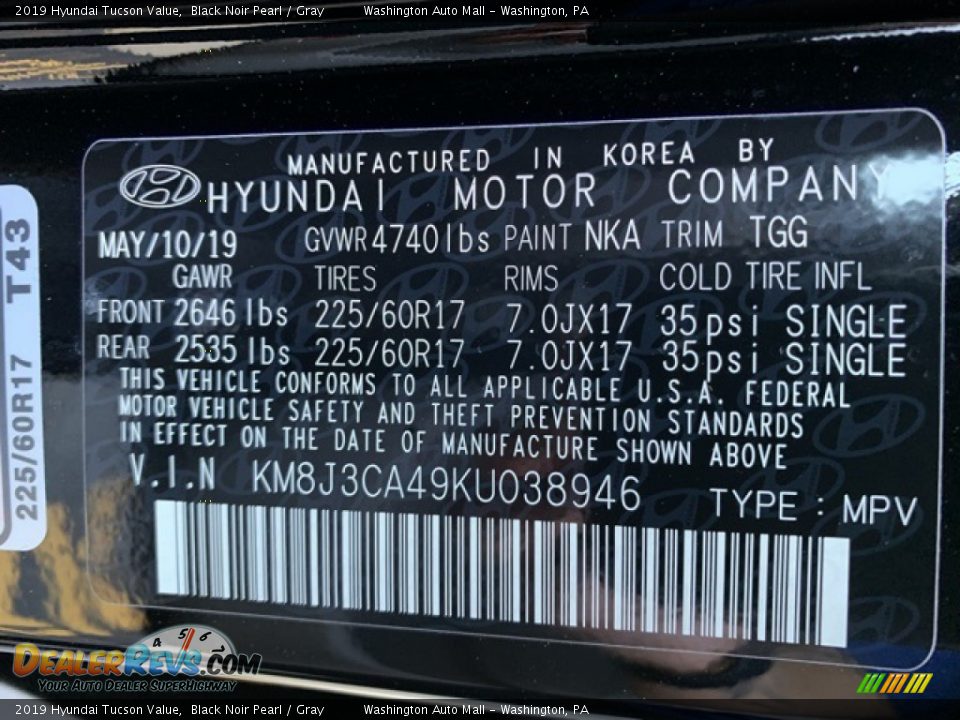 2019 Hyundai Tucson Value, Black Noir Pearl / Gray Washington Auto Mall - Washington, PA
MANUFACTURED IN KOREA BY
HYUNDAI MOTOR COMPANY
MAY/10/19 GVWR 4740lbs PAINT NKA TRIM TGG
GAWR TIRES RIMS COLD TIRE INFL
FRONT 2646 lbs 225/60R17 7.0JX17 35psi SINGLE
REAR 2535 lbs 225/60R17 7.0JX17 35psi SINGLE
THIS VEHICLE CONFORMS TO ALL APPLICABLE U.S.A. FEDERAL
MOTOR VEHICLE SAFETY AND THEFT PREVENTION STANDARDS
IN EFFECT ON THE DATE OF MANUFACTURE SHOWN ABOVE
V.I.N KM8J3CA49KU038946 TYPE : MPV
225/60R17 T43
4 5 6
DEALERREVS.COM
YOUR AUTO DEALER SUPERHIGHWAY
2019 Hyundai Tucson Value, Black Noir Pearl / Gray Washington Auto Mall - Washington, PA